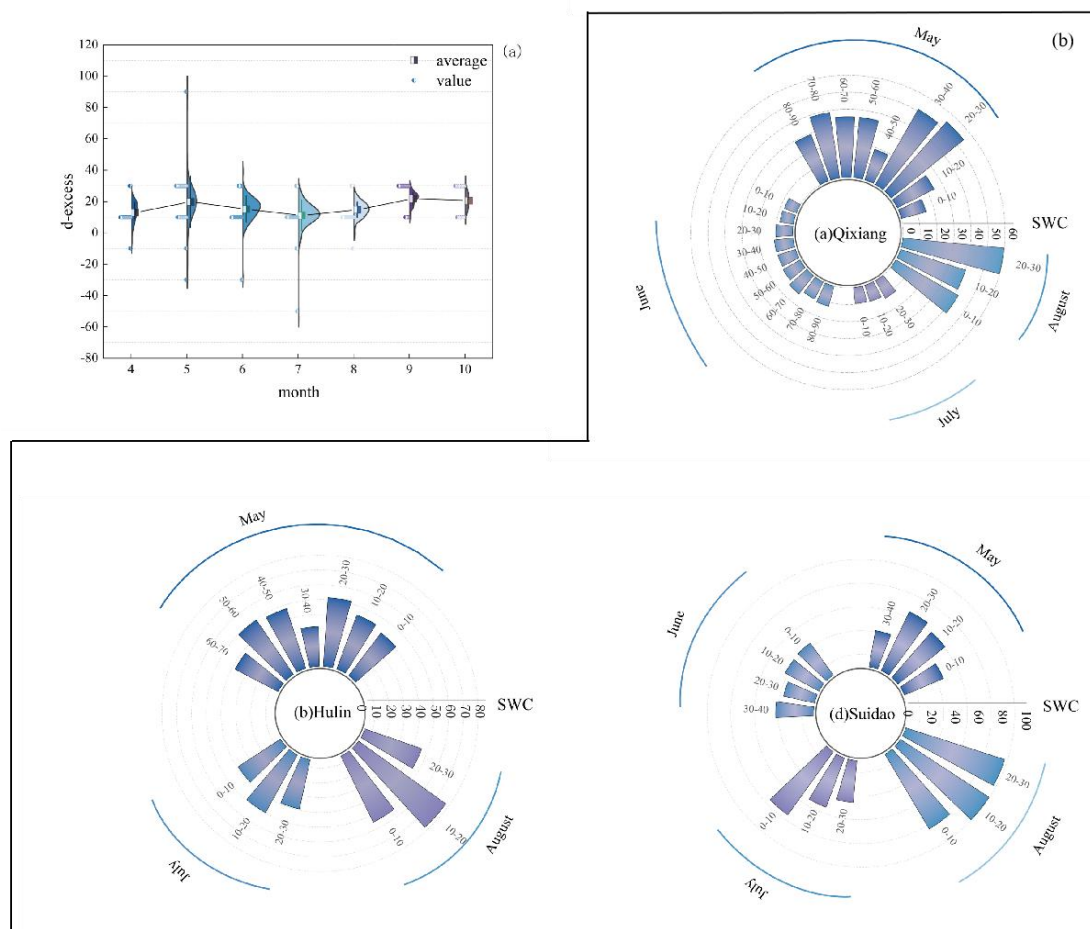 (a)
average
value
120
100
80
60
40
20
0
-20
-40
-60
-80
d-excess
4 5 6 7 8 9 10
month
(b)
May
80-90 70-80 60-70 50-60 40-50 30-40 20-30 10-20 0-10
0-10
10-20
20-30
30-40
40-50
50-60
60-70
70-80
80-90
June
(a)Qixiang
0 10 20 30 40 50 60
SWC
20-30
10-20
0-10
August
0-10
10-20
20-30
July
May
60-70 50-60 40-50 30-40 20-30 10-20 0-10
(b)Hulin
0 10 20 30 40 50 60 70 80
SWC
0-10
10-20
20-30
July
20-30
10-20
0-10
August
May
30-40 20-30 10-20 0-10
June
0-10
10-20
20-30
30-40
(d)Suidao
0 20 40 60 80 100
SWC
0-10
10-20
20-30
July
20-30
10-20
0-10
August